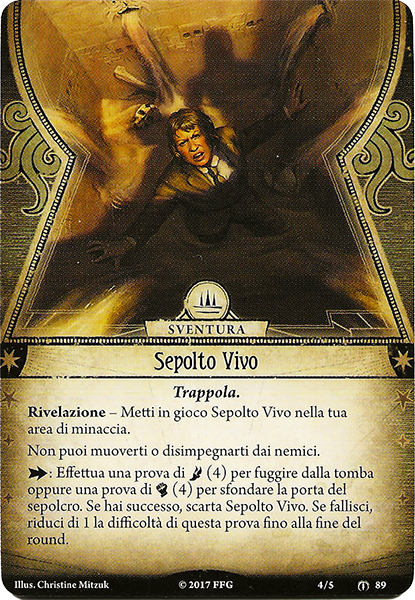 SVENTURA
Sepolto Vivo
Trappola.
Rivelazione – Metti in gioco Sepolto Vivo nella tua
area di minaccia.
Non puoi muoverti o disimpegnarti dai nemici.
: Effettua una prova di (4) per fuggire dalla tomba
oppure una prova di (4) per sfondare la porta del
sepolcro. Se hai successo, scarta Sepolto Vivo. Se fallisci,
riduci di 1 la difficoltà di questa prova fino alla fine del
round.
Illus. Christine Mitzuk © 2017 FFG 4/5 89